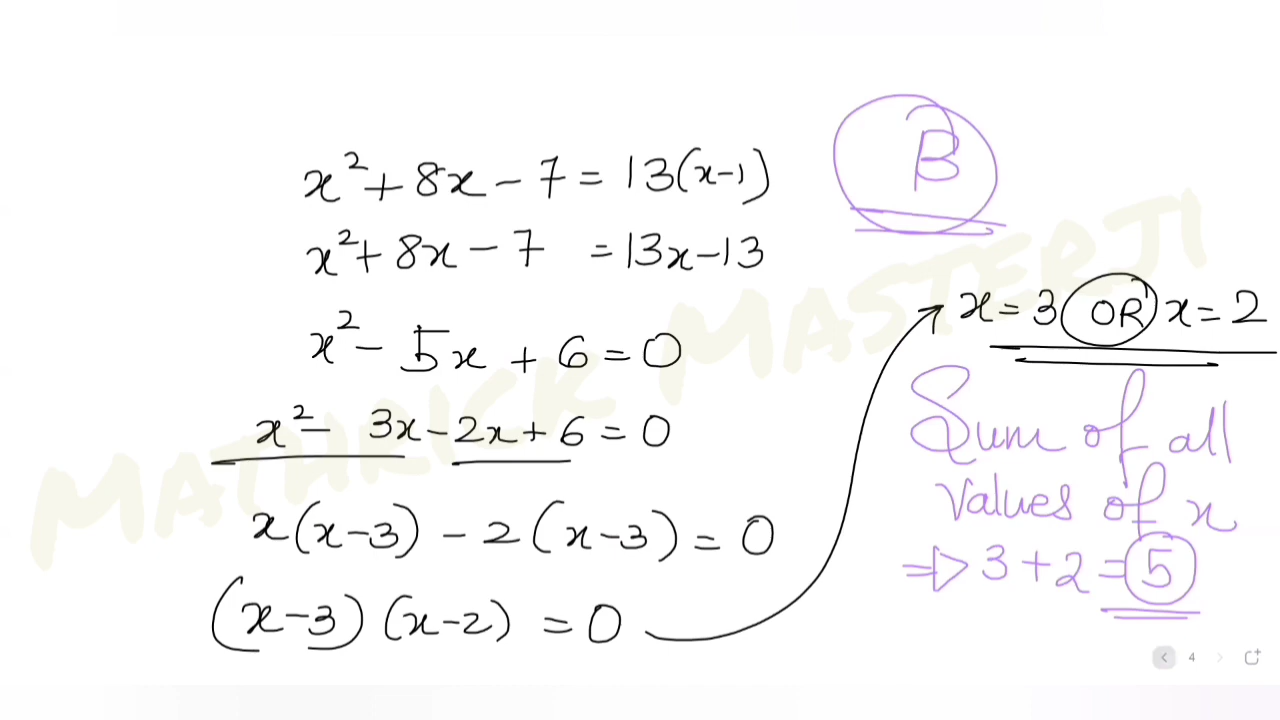 x² + 8x - 7 = 13(x-1)
x² + 8x - 7 = 13x - 13
x² - 5x + 6 = 0
x² - 3x - 2x + 6 = 0
x(x-3) - 2(x-3) = 0
(x-3)(x-2) = 0
B
x = 3 OR x = 2
Sum of all
values of x
⇒ 3 + 2 = 5
MATHRICK MASTERJI
4